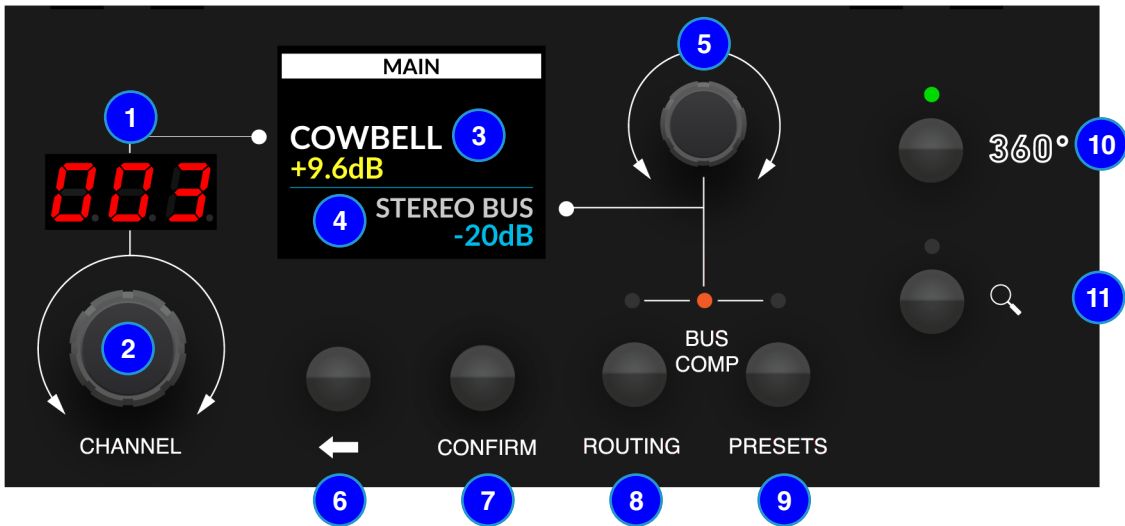 5
MAIN
1
10
360°
COWBELL
3
+9.6dB
003
4
STEREO BUS
-20dB
11
2
BUS
COMP
CHANNEL
CONFIRM
ROUTING
PRESETS
6
7
8
9